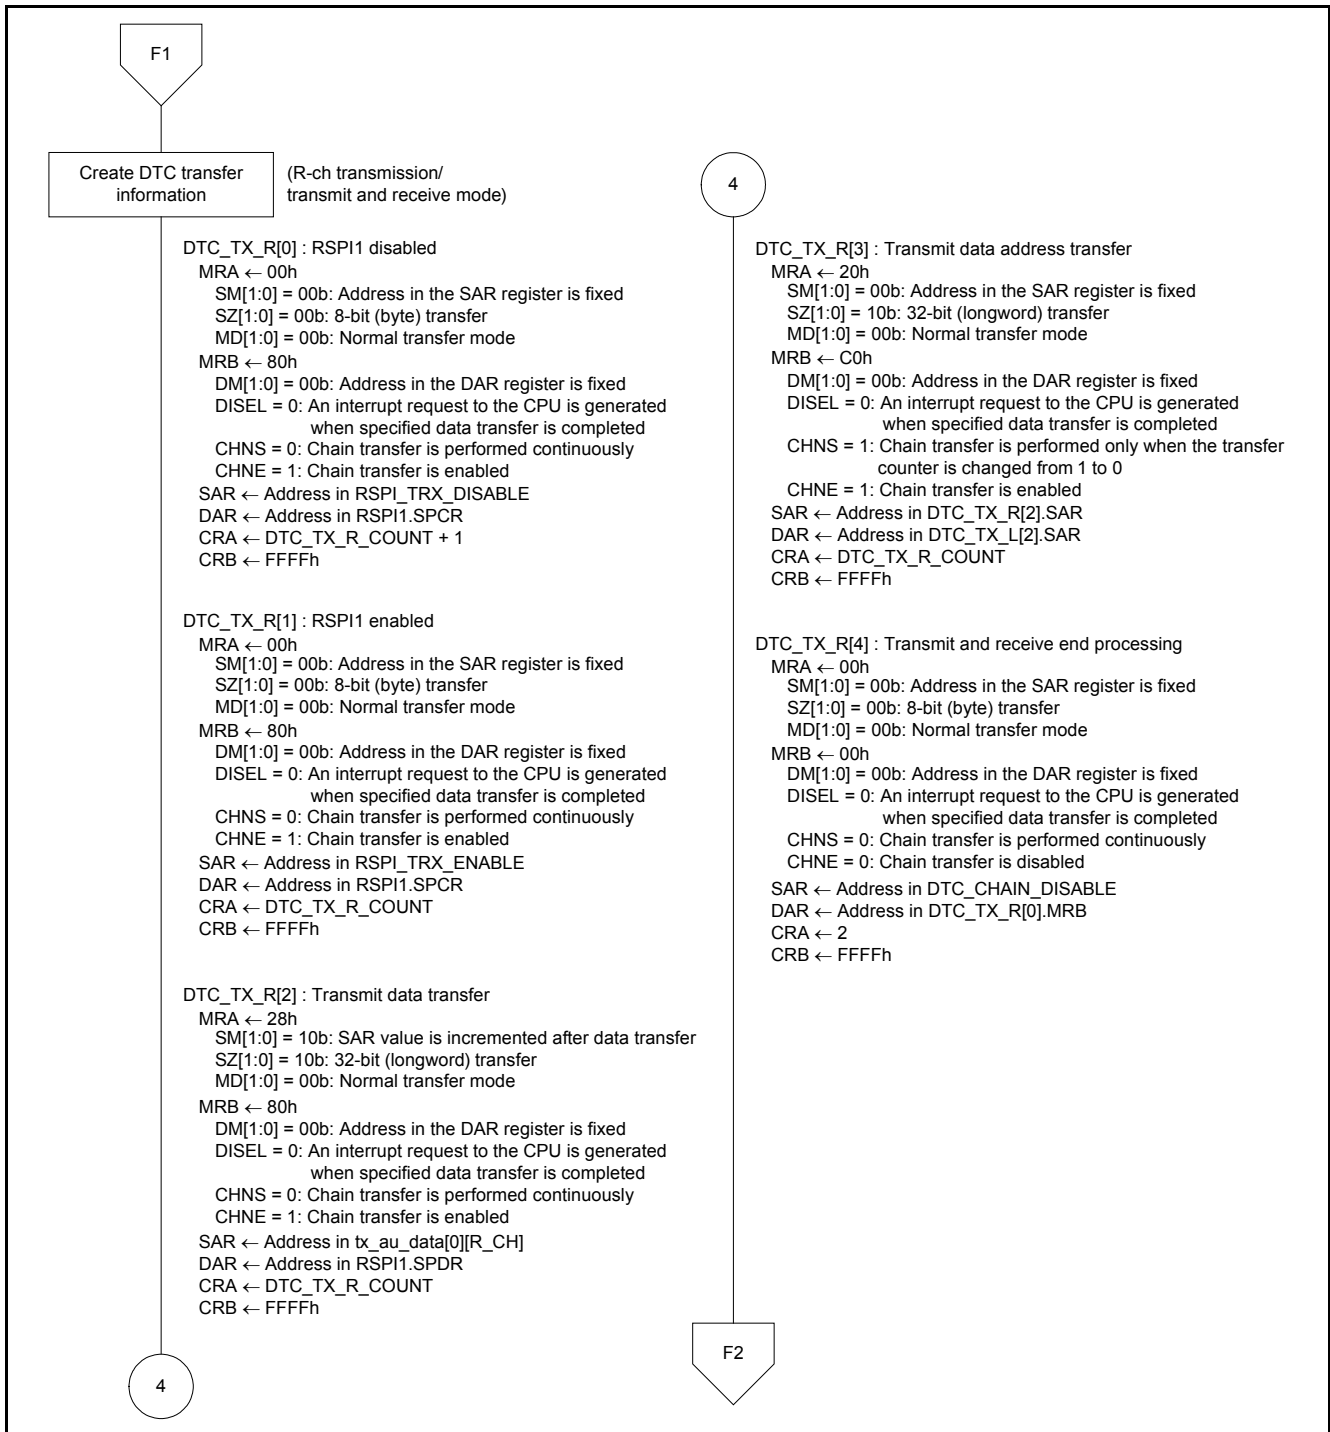 F1
Create DTC transfer
information
(R-ch transmission/
transmit and receive mode)
DTC_TX_R[0] : RSPI1 disabled
MRA ← 00h
SM[1:0] = 00b: Address in the SAR register is fixed
SZ[1:0] = 00b: 8-bit (byte) transfer
MD[1:0] = 00b: Normal transfer mode
MRB ← 80h
DM[1:0] = 00b: Address in the DAR register is fixed
DISEL = 0: An interrupt request to the CPU is generated
when specified data transfer is completed
CHNS = 0: Chain transfer is performed continuously
CHNE = 1: Chain transfer is enabled
SAR ← Address in RSPI_TRX_DISABLE
DAR ← Address in RSPI1.SPCR
CRA ← DTC_TX_R_COUNT + 1
CRB ← FFFFh
DTC_TX_R[1] : RSPI1 enabled
MRA ← 00h
SM[1:0] = 00b: Address in the SAR register is fixed
SZ[1:0] = 00b: 8-bit (byte) transfer
MD[1:0] = 00b: Normal transfer mode
MRB ← 80h
DM[1:0] = 00b: Address in the DAR register is fixed
DISEL = 0: An interrupt request to the CPU is generated
when specified data transfer is completed
CHNS = 0: Chain transfer is performed continuously
CHNE = 1: Chain transfer is enabled
SAR ← Address in RSPI_TRX_ENABLE
DAR ← Address in RSPI1.SPCR
CRA ← DTC_TX_R_COUNT
CRB ← FFFFh
DTC_TX_R[2] : Transmit data transfer
MRA ← 28h
SM[1:0] = 10b: SAR value is incremented after data transfer
SZ[1:0] = 10b: 32-bit (longword) transfer
MD[1:0] = 00b: Normal transfer mode
MRB ← 80h
DM[1:0] = 00b: Address in the DAR register is fixed
DISEL = 0: An interrupt request to the CPU is generated
when specified data transfer is completed
CHNS = 0: Chain transfer is performed continuously
CHNE = 1: Chain transfer is enabled
SAR ← Address in tx_au_data[0][R_CH]
DAR ← Address in RSPI1.SPDR
CRA ← DTC_TX_R_COUNT
CRB ← FFFFh
4
4
DTC_TX_R[3] : Transmit data address transfer
MRA ← 20h
SM[1:0] = 00b: Address in the SAR register is fixed
SZ[1:0] = 10b: 32-bit (longword) transfer
MD[1:0] = 00b: Normal transfer mode
MRB ← C0h
DM[1:0] = 00b: Address in the DAR register is fixed
DISEL = 0: An interrupt request to the CPU is generated
when specified data transfer is completed
CHNS = 1: Chain transfer is performed only when the transfer
counter is changed from 1 to 0
CHNE = 1: Chain transfer is enabled
SAR ← Address in DTC_TX_R[2].SAR
DAR ← Address in DTC_TX_L[2].SAR
CRA ← DTC_TX_R_COUNT
CRB ← FFFFh
DTC_TX_R[4] : Transmit and receive end processing
MRA ← 00h
SM[1:0] = 00b: Address in the SAR register is fixed
SZ[1:0] = 00b: 8-bit (byte) transfer
MD[1:0] = 00b: Normal transfer mode
MRB ← 00h
DM[1:0] = 00b: Address in the DAR register is fixed
DISEL = 0: An interrupt request to the CPU is generated
when specified data transfer is completed
CHNS = 0: Chain transfer is performed continuously
CHNE = 0: Chain transfer is disabled
SAR ← Address in DTC_CHAIN_DISABLE
DAR ← Address in DTC_TX_R[0].MRB
CRA ← 2
CRB ← FFFFh
F2